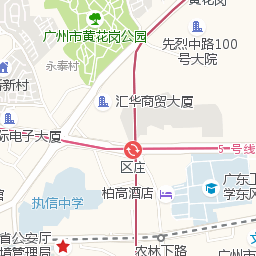 黄花岗
广州市黄花岗公园
先烈中路100
号大院
永泰村
新村
汇华商贸大厦
际电子大厦
5号线
区庄
广东工
学东风
柏高酒店
执信中学
省公安厅
境管理局
农林下路
广州市